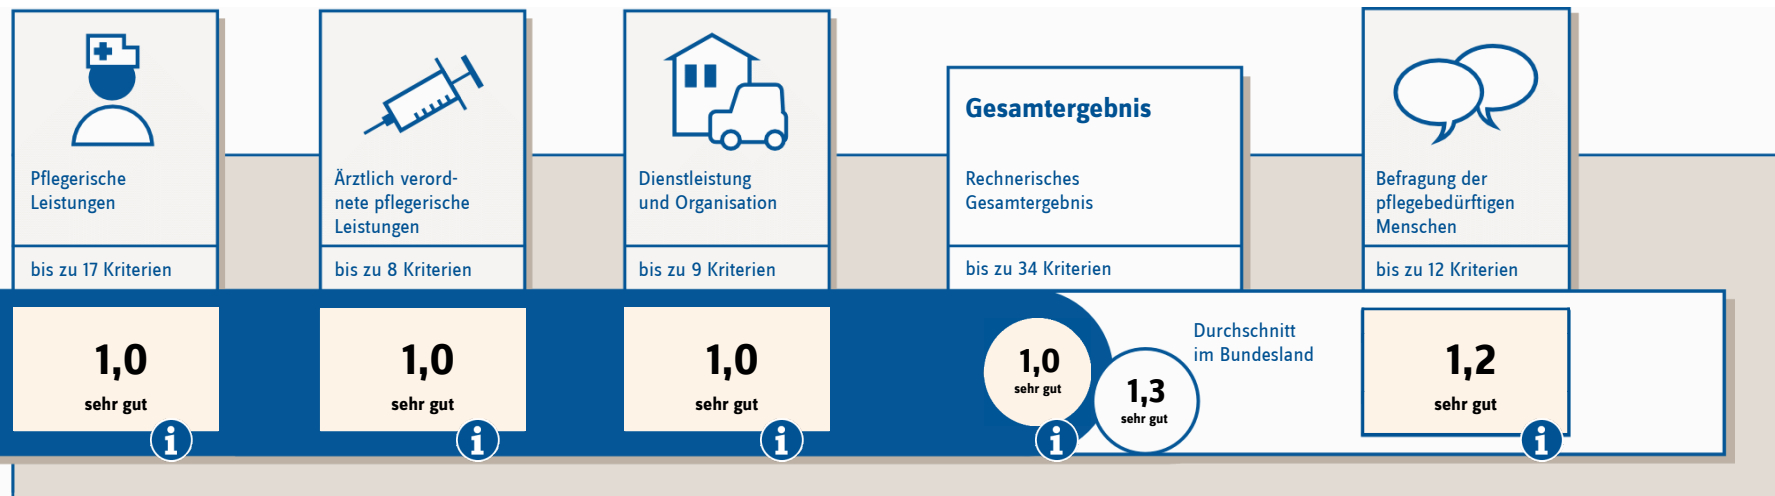 Pflegerische
Leistungen
bis zu 17 Kriterien
1,0
sehr gut
i
Ärztlich verord-
nete pflegerische
Leistungen
bis zu 8 Kriterien
1,0
sehr gut
i
Dienstleistung
und Organisation
bis zu 9 Kriterien
1,0
sehr gut
i
Gesamtergebnis
Rechnerisches
Gesamtergebnis
bis zu 34 Kriterien
1,0
sehr gut
i
1,3
sehr gut
Durchschnitt
im Bundesland
Befragung der
pflegebedürftigen
Menschen
bis zu 12 Kriterien
1,2
sehr gut
i